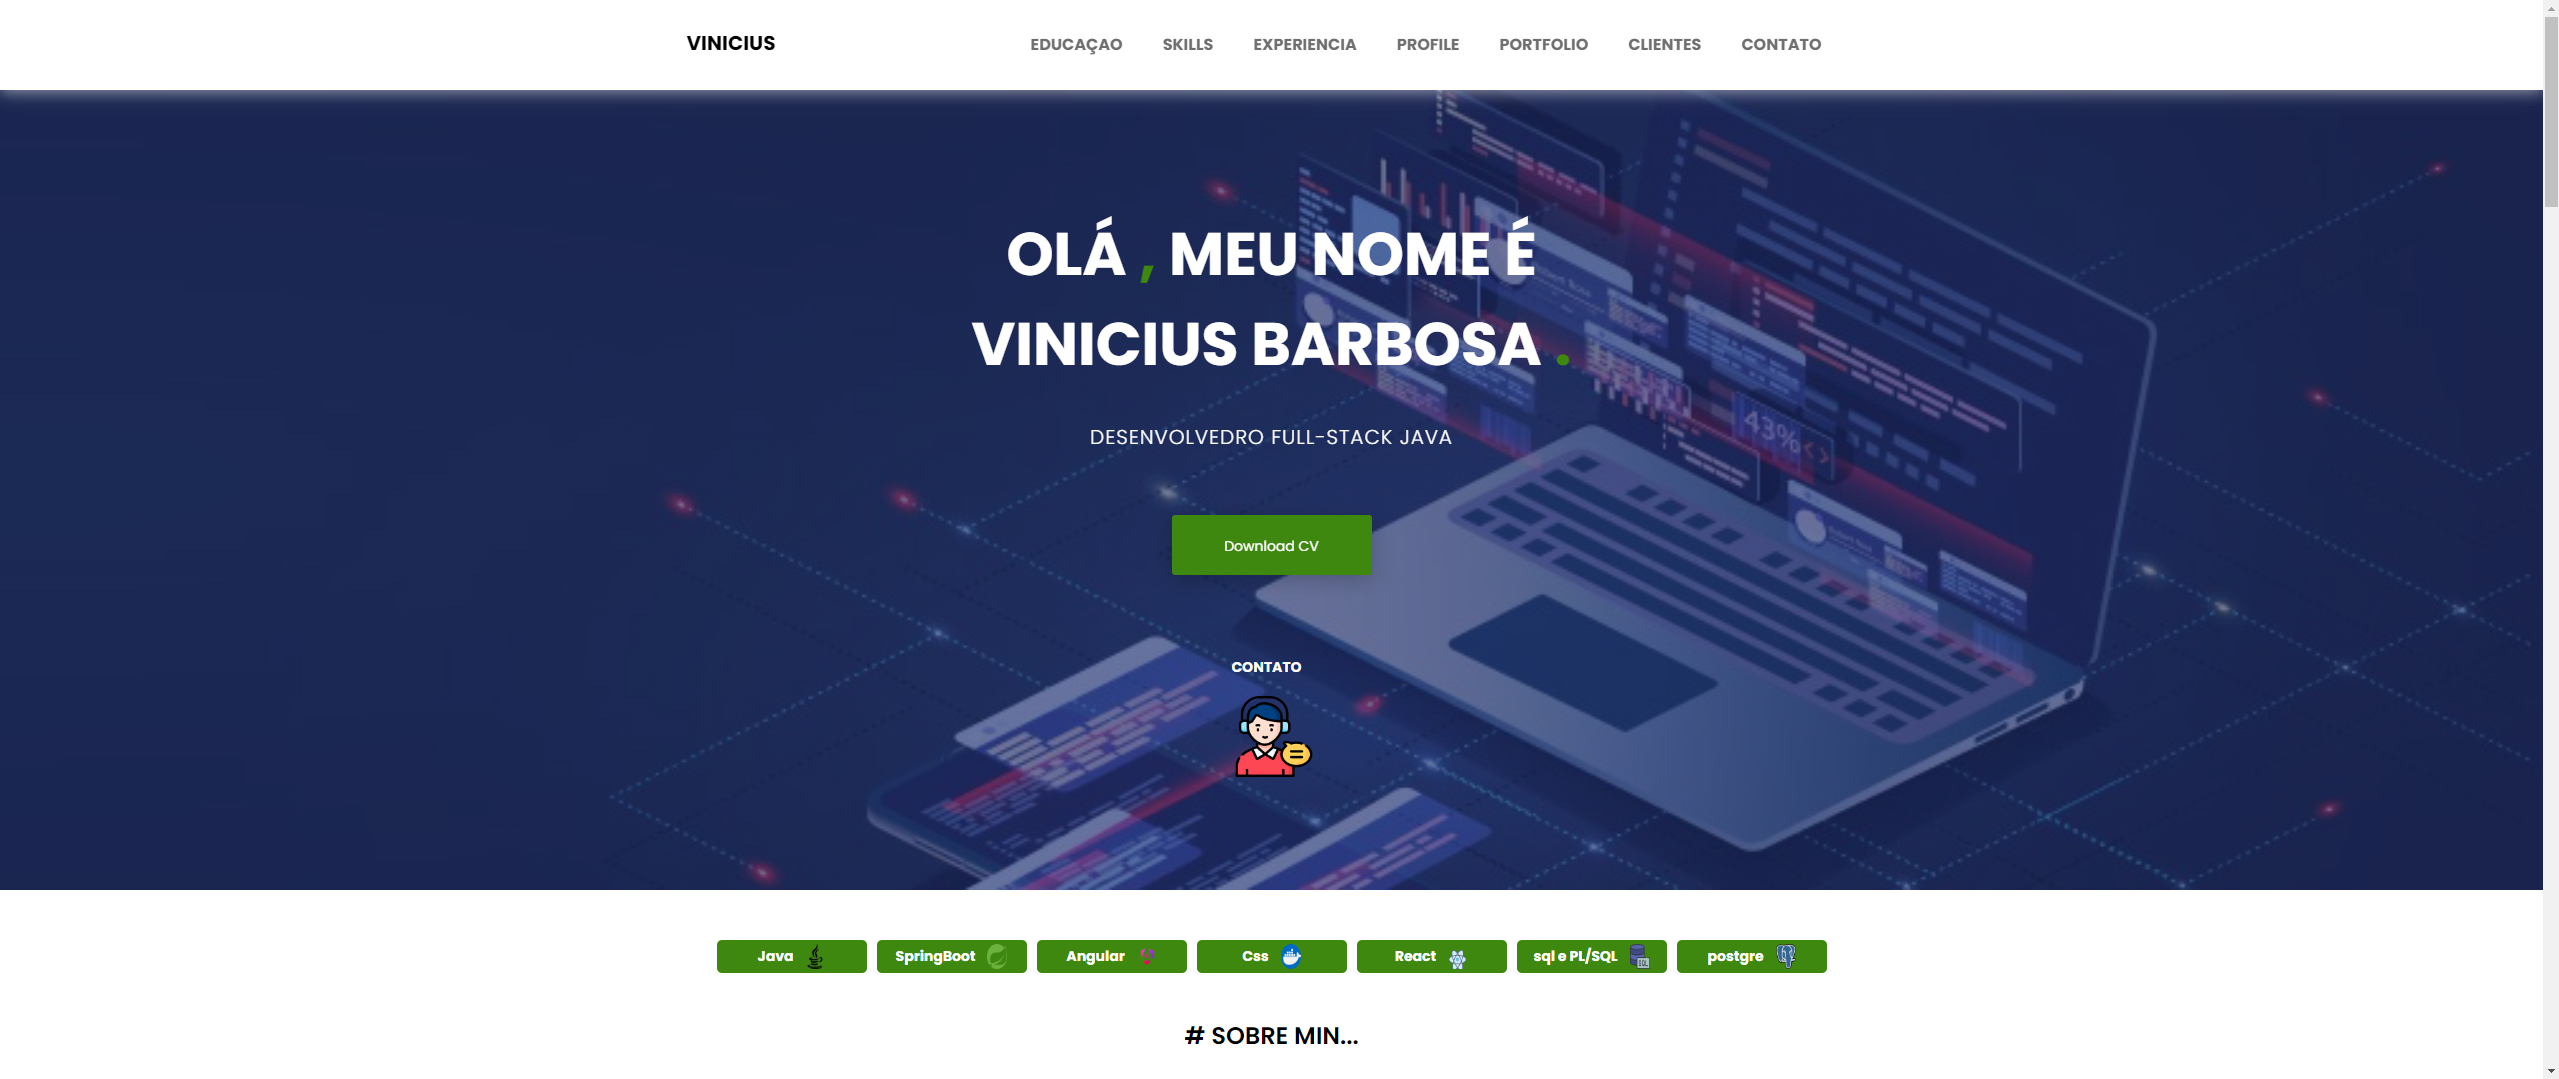 VINICIUS
EDUCAÇAO SKILLS EXPERIENCIA PROFILE PORTFOLIO CLIENTES CONTATO
OLÁ , MEU NOME É
VINICIUS BARBOSA .
43%
DESENVOLVEDRO FULL-STACK JAVA
Download CV
CONTATO
Java SpringBoot Angular Css React sql e PL/SQL postgre
# SOBRE MIN...